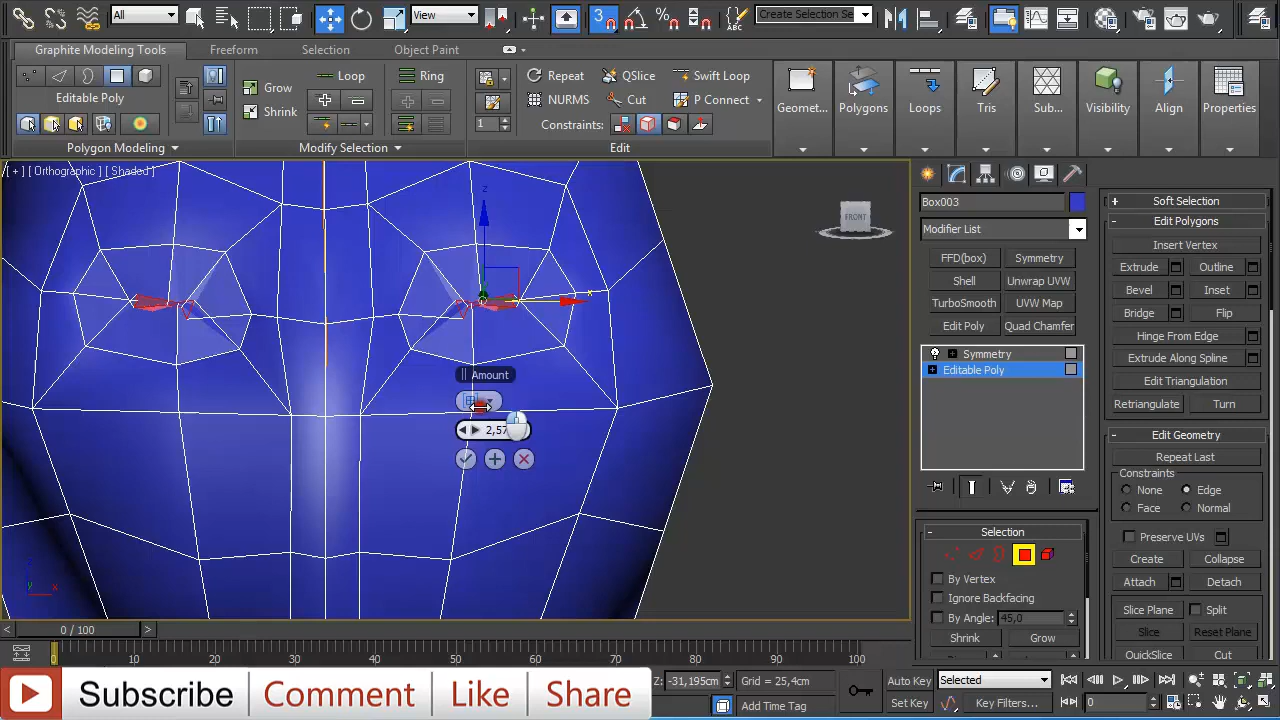 All
View
3
Create Selection Se
Graphite Modeling Tools
Freeform
Selection
Object Paint
Editable Poly
Polygon Modeling
Grow
Shrink
Loop
Ring
Modify Selection
1
Repeat
QSlice
Swift Loop
NURMS
Cut
P Connect
Constraints:
Edit
Geomet...
Polygons
Loops
Tris
Sub...
Visibility
Align
Properties
[ + ] [ Orthographic ] [ Shaded ]
z
x
FRONT
Amount
2,57
z
y
x
Box003
Modifier List
FFD(box)
Symmetry
Shell
Unwrap UVW
TurboSmooth
UVW Map
Edit Poly
Quad Chamfer
Symmetry
Editable Poly
Selection
By Vertex
Ignore Backfacing
By Angle: 45,0
Shrink
Grow
Soft Selection
Edit Polygons
Insert Vertex
Extrude
Outline
Bevel
Inset
Bridge
Flip
Hinge From Edge
Extrude Along Spline
Edit Triangulation
Retriangulate
Turn
Edit Geometry
Repeat Last
Constraints
None
Edge
Face
Normal
Preserve UVs
Create
Collapse
Attach
Detach
Slice Plane
Split
Slice
Reset Plane
QuickSlice
Cut
0 / 100
0 10 20 30 40 50 60 70 80 90 100
Subscribe
Comment
Like
Share
Z: -31,195cm
Grid = 25,4cm
Add Time Tag
Auto Key
Selected
Set Key
Key Filters...
0